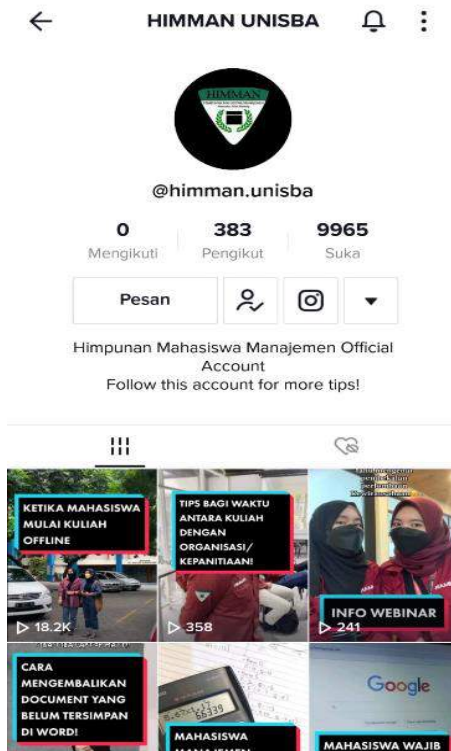 HIMMAN UNISBA
HIMMAN
@himman.unisba
0
383
9965
Mengikuti
Pengikut
Suka
Pesan
Himpunan Mahasiswa Manajemen Official
Account
Follow this account for more tips!
KETIKA MAHASISWA
MULAI KULIAH
OFFLINE
18.2K
TIPS BAGI WAKTU
ANTARA KULIAH
DENGAN
ORGANISASI/
KEPANITIAAN!
358
INFO WEBINAR
241
CARA
MENGEMBALIKAN
DOCUMENT YANG
BELUM TERSIMPAN
DI WORD!
MAHASISWA
MANAJEMEN
Google
MAHASISWA WAJIB